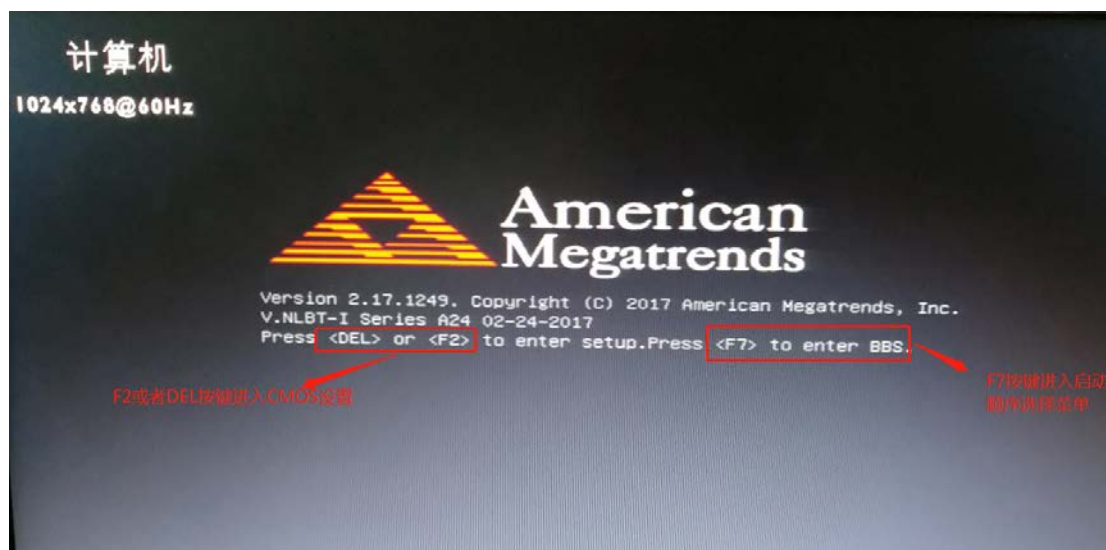 计算机
1024x768@60Hz
American
Megatrends
Version 2.17.1249. Copyright (C) 2017 American Megatrends, Inc.
V.NLBT-I Series A24 02-24-2017
Press <DEL> or <F2> to enter setup.Press <F7> to enter BBS.
F2或者DEL按键进入CMOS设置
F7按键进入启动
顺序选择菜单